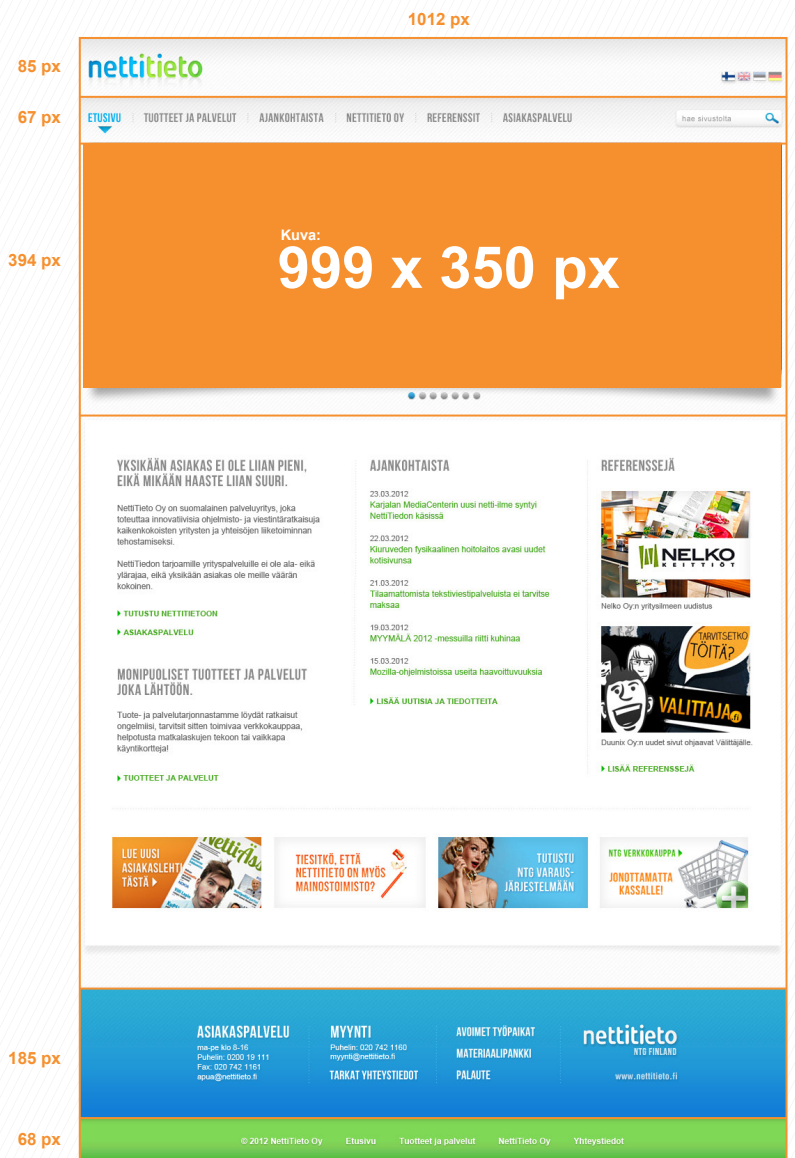 1012 px
85 px
nettitieto
67 px
ETUSIVU
TUOTTEET JA PALVELUT
AJANKOHTAISTA
NETTITIETO OY
REFERENSSIT
ASIAKASPALVELU
hae sivustolta
394 px
Kuva:
999 x 350 px
YKSIKÄÄN ASIAKAS EI OLE LIIAN PIENI,
EIKÄ MIKÄÄN HAASTE LIIAN SUURI.
NettiTieto Oy on suomalainen palveluyritys, joka
toteuttaa innovatiivisia ohjelmisto- ja viestintäratkaisuja
kaikenkokoisten yritysten ja yhteisöjen liiketoiminnan
tehostamiseksi.
NettiTiedon tarjoamille yrityspalveluille ei ole ala- eikä
ylärajaa, eikä yksikään asiakas ole meille väärän
kokoinen.
TUTUSTU NETTITIETOON
ASIAKASPALVELU
MONIPUOLISET TUOTTEET JA PALVELUT
JOKA LÄHTÖÖN.
Tuote- ja palvelutarjonnastamme löydät ratkaisut
ongelmiisi, tarvitsit sitten toimivaa verkkokauppaa,
helpotusta matkalaskujen tekoon tai vaikkapa
käyntikortteja!
TUOTTEET JA PALVELUT
AJANKOHTAISTA
23.03.2012
Karjalan MediaCenterin uusi netti-ilme syntyi
NettiTiedon käsissä
22.03.2012
Kiuruveden fysikaalinen hoitolaitos avasi uudet
kotisivunsa
21.03.2012
Tilaamattomista tekstiviestipalveluista ei tarvitse
maksaa
19.03.2012
MYYMÄLÄ 2012 -messuilla riitti kuhinaa
15.03.2012
Mozilla-ohjelmistoissa useita haavoittuvuuksia
LISÄÄ UUTISIA JA TIEDOTTEITA
REFERENSSEJÄ
NELKO
KEITTIÖT
Nelko Oy:n yritysilmeen uudistus
TARVITSETKO
TÖITÄ?
VALITTAJA.fi
Duunix Oy:n uudet sivut ohjaavat Välittäjälle.
LISÄÄ REFERENSSEJÄ
LUE UUSI
ASIAKASLEHTI
TÄSTÄ
NettiÄs
TIESITKÖ, ETTÄ
NETTITIETO ON MYÖS
MAINOSTOIMISTO?
TUTUSTU
NTG VARAUS-
JÄRJESTELMÄÄN
NTG VERKKOKAUPPA
JONOTTAMATTA
KASSALLE!
185 px
ASIAKASPALVELU
ma-pe klo 8-16
Puhelin: 0200 19 111
Fax: 020 742 1161
apua@nettitieto.fi
MYYNTI
Puhelin: 020 742 1160
myynti@nettitieto.fi
TARKAT YHTEYSTIEDOT
AVOIMET TYÖPAIKAT
MATERIAALIPANKKI
PALAUTE
nettitieto
NTG FINLAND
www.nettitieto.fi
68 px
© 2012 NettiTieto Oy
Etusivu
Tuotteet ja palvelut
NettiTieto Oy
Yhteystiedot